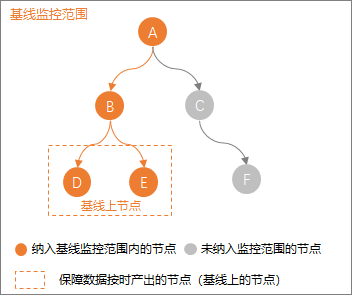 基线监控范围
A
B
C
D
E
F
基线上节点
纳入基线监控范围内的节点
未纳入监控范围的节点
保障数据按时产出的节点（基线上的节点）